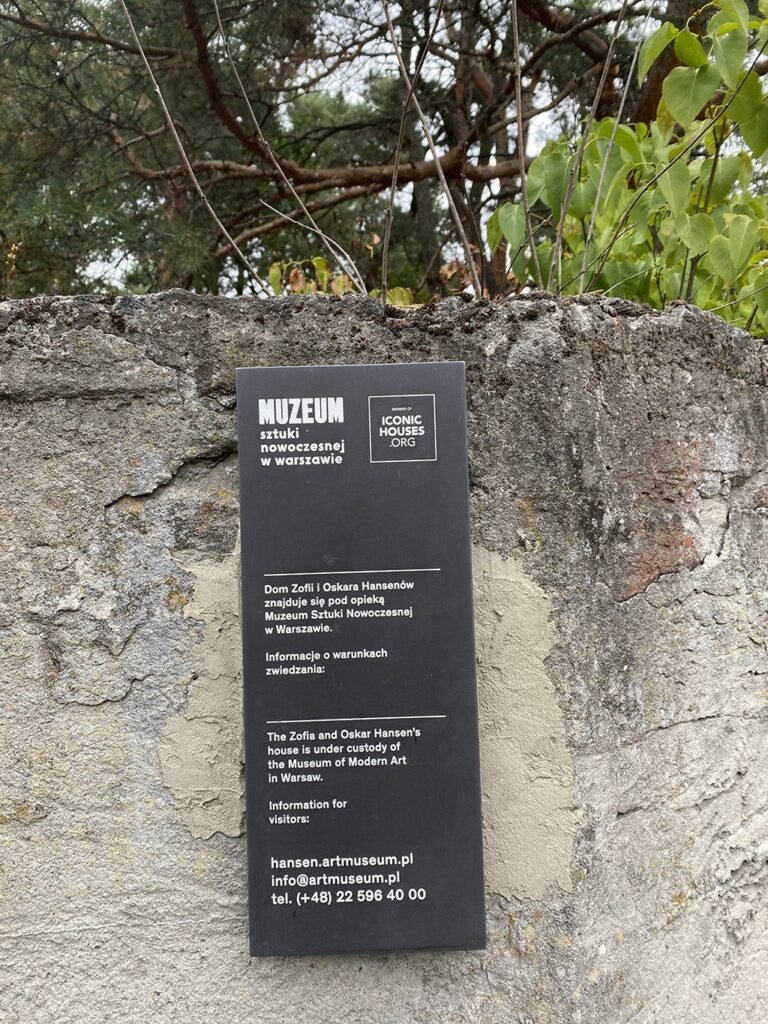 MUZEUM
sztuki
nowoczesnej
w warszawie
MEMBER OF
ICONIC
HOUSES
.ORG
Dom Zofii i Oskara Hansenów
znajduje się pod opieką
Muzeum Sztuki Nowoczesnej
w Warszawie.
Informacje o warunkach
zwiedzania:
The Zofia and Oskar Hansen's
house is under custody of
the Museum of Modern Art
in Warsaw.
Information for
visitors:
hansen.artmuseum.pl
info@artmuseum.pl
tel. (+48) 22 596 40 00